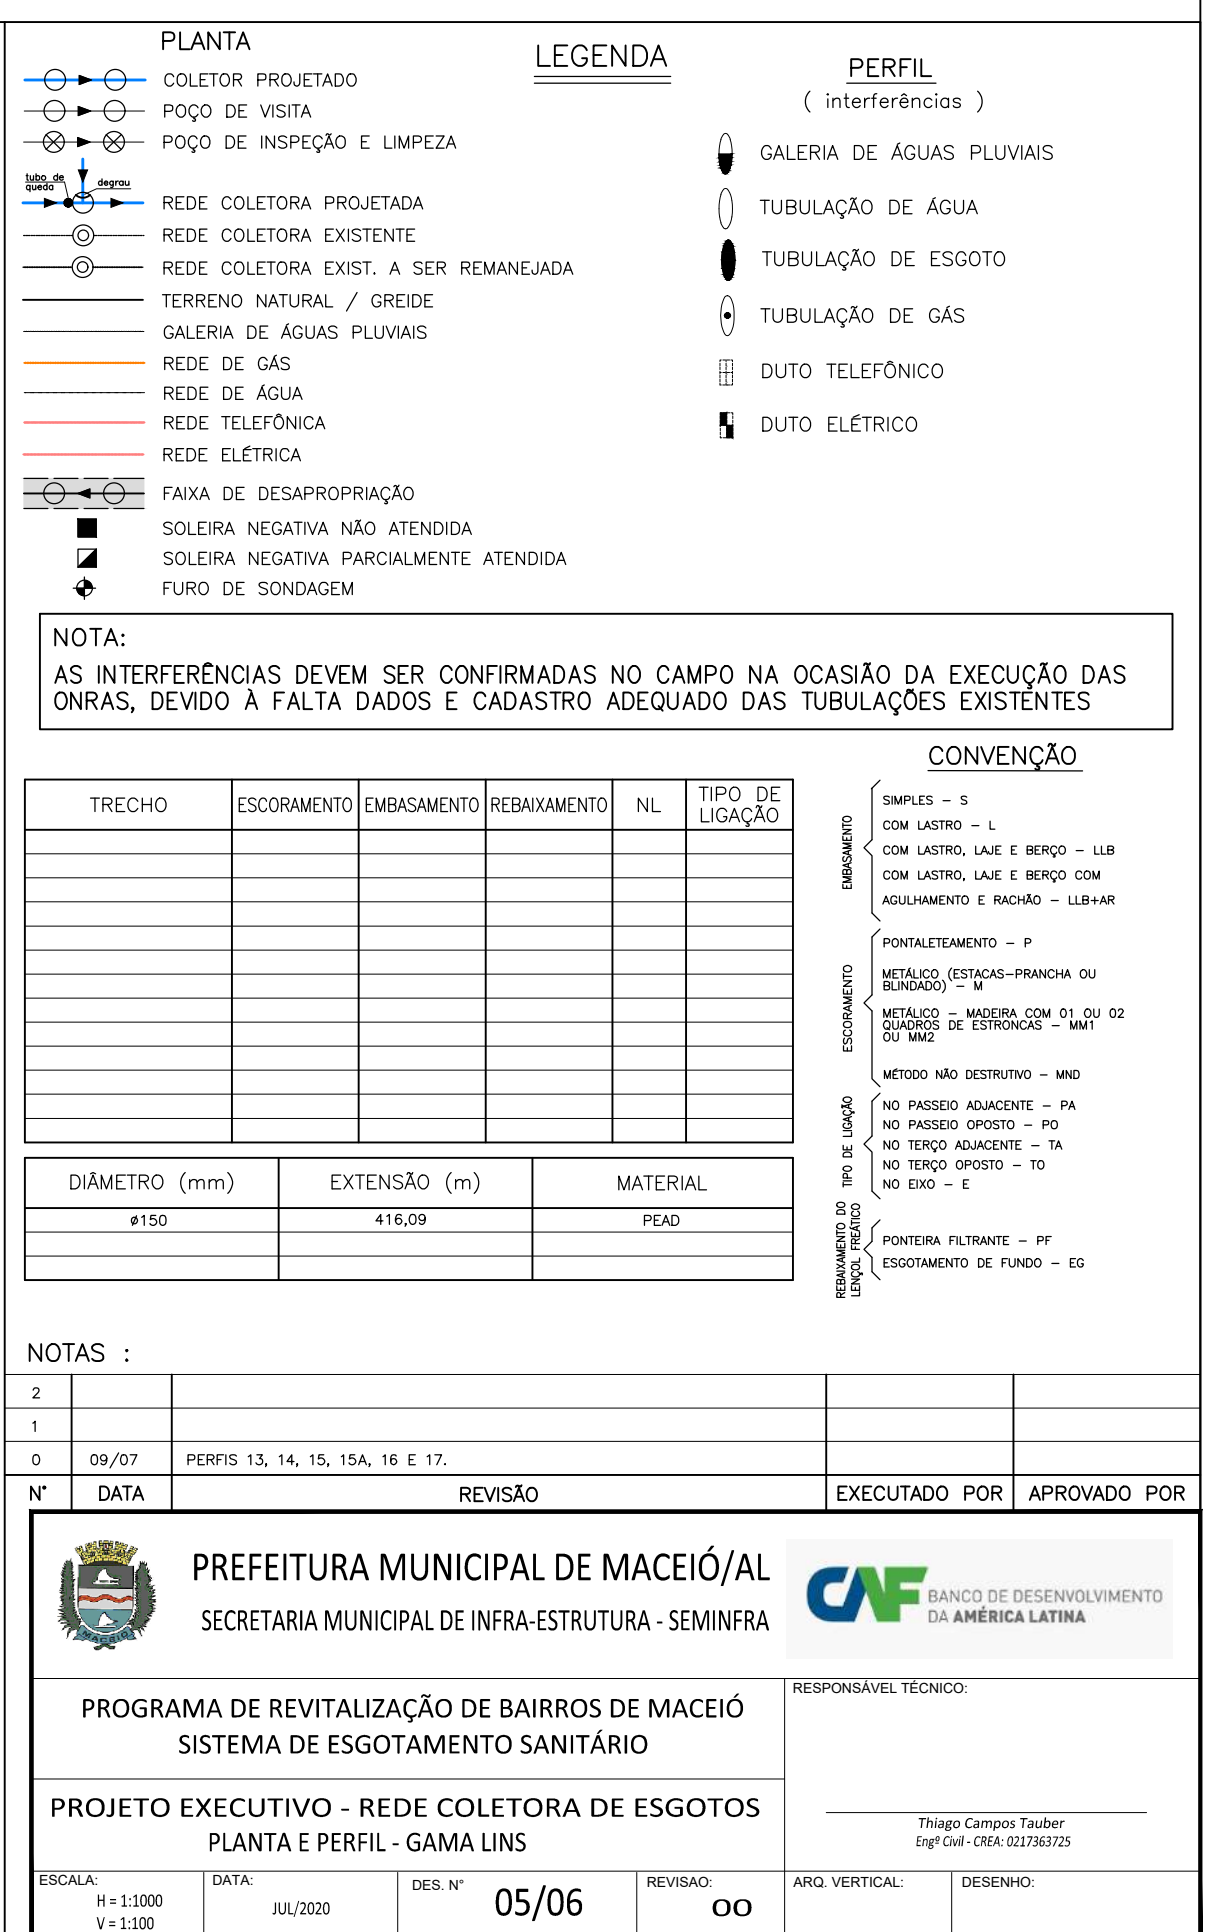 PLANTA
LEGENDA
COLETOR PROJETADO
POÇO DE VISITA
POÇO DE INSPEÇÃO E LIMPEZA
tubo de
queda
degrau
REDE COLETORA PROJETADA
REDE COLETORA EXISTENTE
REDE COLETORA EXIST. A SER REMANEJADA
TERRENO NATURAL / GREIDE
GALERIA DE ÁGUAS PLUVIAIS
REDE DE GÁS
REDE DE ÁGUA
REDE TELEFÔNICA
REDE ELÉTRICA
FAIXA DE DESAPROPRIAÇÃO
SOLEIRA NEGATIVA NÃO ATENDIDA
SOLEIRA NEGATIVA PARCIALMENTE ATENDIDA
FURO DE SONDAGEM
PERFIL
( interferências )
GALERIA DE ÁGUAS PLUVIAIS
TUBULAÇÃO DE ÁGUA
TUBULAÇÃO DE ESGOTO
TUBULAÇÃO DE GÁS
DUTO TELEFÔNICO
DUTO ELÉTRICO
NOTA:
AS INTERFERÊNCIAS DEVEM SER CONFIRMADAS NO CAMPO NA OCASIÃO DA EXECUÇÃO DAS
ONRAS, DEVIDO À FALTA DADOS E CADASTRO ADEQUADO DAS TUBULAÇÕES EXISTENTES
TRECHO ESCORAMENTO EMBASAMENTO REBAIXAMENTO NL TIPO DE
LIGAÇÃO
DIÂMETRO (mm) EXTENSÃO (m) MATERIAL
ø150 416,09 PEAD
CONVENÇÃO
EMBASAMENTO
SIMPLES – S
COM LASTRO – L
COM LASTRO, LAJE E BERÇO – LLB
COM LASTRO, LAJE E BERÇO COM
AGULHAMENTO E RACHÃO – LLB+AR
ESCORAMENTO
PONTALETEAMENTO – P
METÁLICO (ESTACAS–PRANCHA OU
BLINDADO) – M
METÁLICO – MADEIRA COM 01 OU 02
QUADROS DE ESTRONCAS – MM1
OU MM2
MÉTODO NÃO DESTRUTIVO – MND
TIPO DE LIGAÇÃO
NO PASSEIO ADJACENTE – PA
NO PASSEIO OPOSTO – PO
NO TERÇO ADJACENTE – TA
NO TERÇO OPOSTO – TO
NO EIXO – E
REBAIXAMENTO DO
LENÇOL FREÁTICO
PONTEIRA FILTRANTE – PF
ESGOTAMENTO DE FUNDO – EG
NOTAS :
2
1
0 09/07 PERFIS 13, 14, 15, 15A, 16 E 17.
N° DATA REVISÃO EXECUTADO POR APROVADO POR
MACEIÓ
PREFEITURA MUNICIPAL DE MACEIÓ/AL
SECRETARIA MUNICIPAL DE INFRA-ESTRUTURA - SEMINFRA
CAF BANCO DE DESENVOLVIMENTO
DA AMÉRICA LATINA
PROGRAMA DE REVITALIZAÇÃO DE BAIRROS DE MACEIÓ
SISTEMA DE ESGOTAMENTO SANITÁRIO
RESPONSÁVEL TÉCNICO:
PROJETO EXECUTIVO - REDE COLETORA DE ESGOTOS
PLANTA E PERFIL - GAMA LINS
Thiago Campos Tauber
Engº Civil - CREA: 0217363725
ESCALA: DATA: DES. N° REVISAO: ARQ. VERTICAL: DESENHO:
H = 1:1000
V = 1:100
JUL/2020
05/06
00